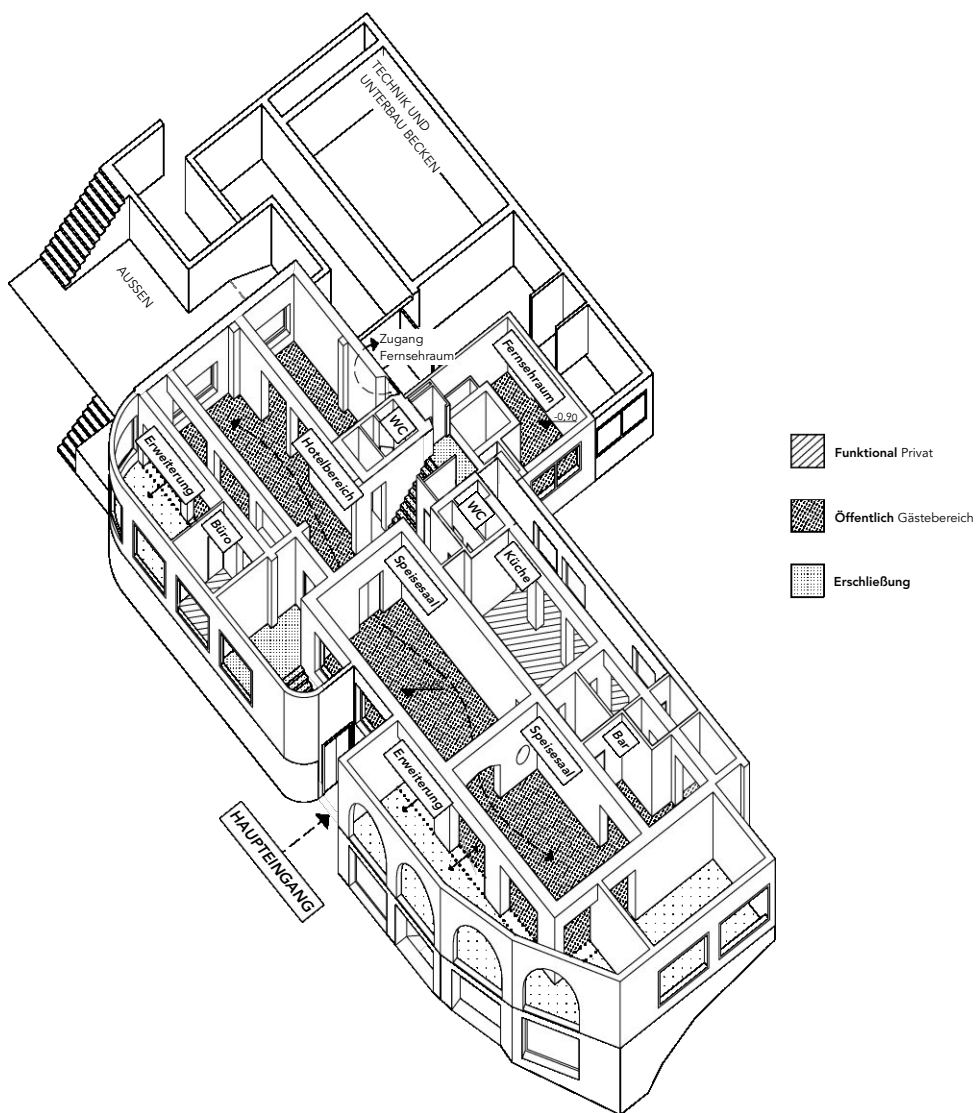 TECHNIK UND
UNTERBAU BECKEN
AUSSEN
Zugang
Fernsehraum
Fernsehraum
-0,90
WC
Erweiterung
Hotelbereich
Büro
WC
Küche
Speisesaal
Speisesaal
Bar
Erweiterung
HAUPTEINGANG
Funktional Privat
Öffentlich Gästebereich
Erschließung